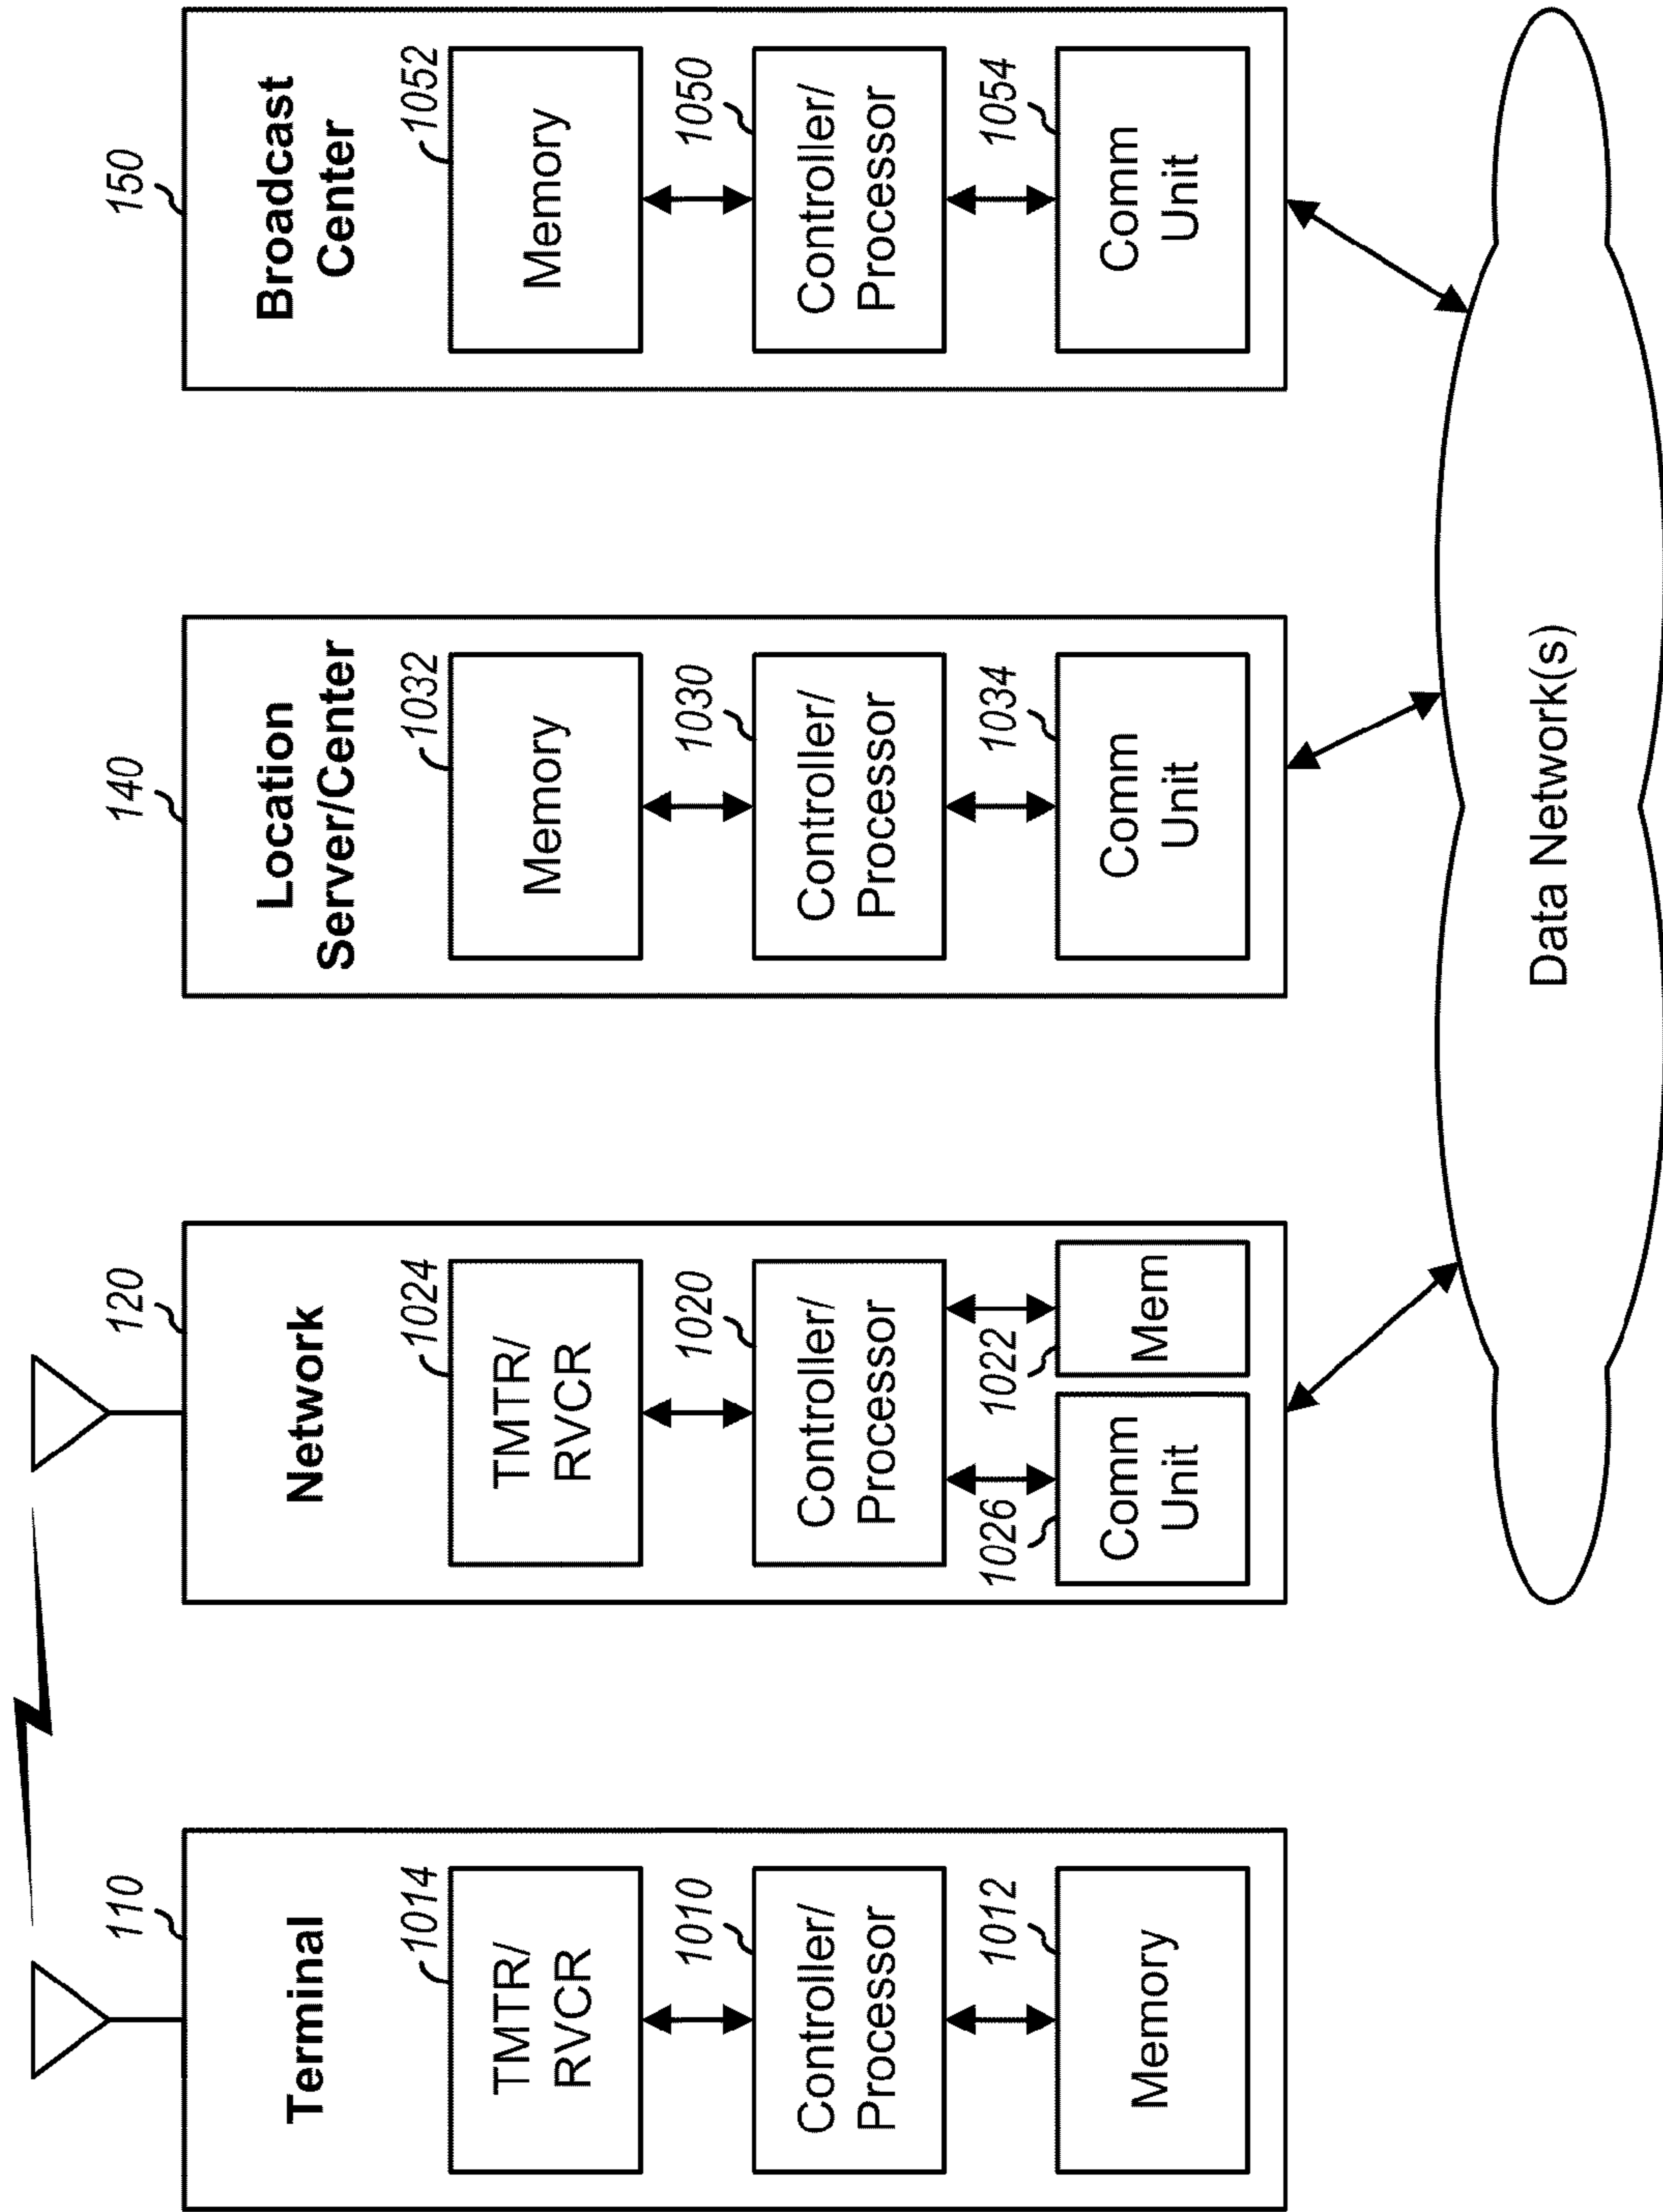 110
Terminal
1014
TMTR/
RVCR
1010
Controller/
Processor
1012
Memory
120
Network
1024
TMTR/
RVCR
1020
Controller/
Processor
1026
Comm
Unit
1022
Mem
140
Location
Server/Center
1032
Memory
1030
Controller/
Processor
1034
Comm
Unit
150
Broadcast
Center
1052
Memory
1050
Controller/
Processor
1054
Comm
Unit
Data Network(s)